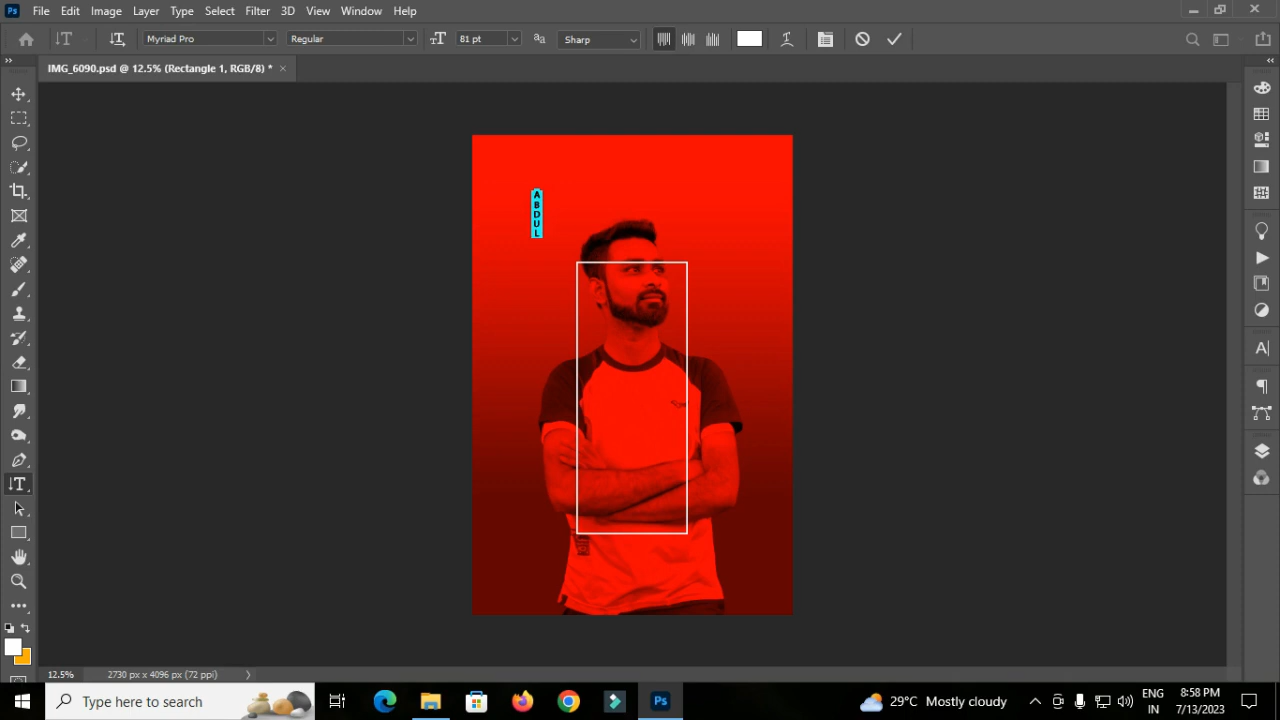 Ps File Edit Image Layer Type Select Filter 3D View Window Help
Myriad Pro Regular 81 pt Sharp
IMG_6090.psd @ 12.5% (Rectangle 1, RGB/8) *
A
B
D
U
L
12.5% 2730 px x 4096 px (72 ppi)
Type here to search
Ps
29°C Mostly cloudy
ENG
IN
8:58 PM
7/13/2023